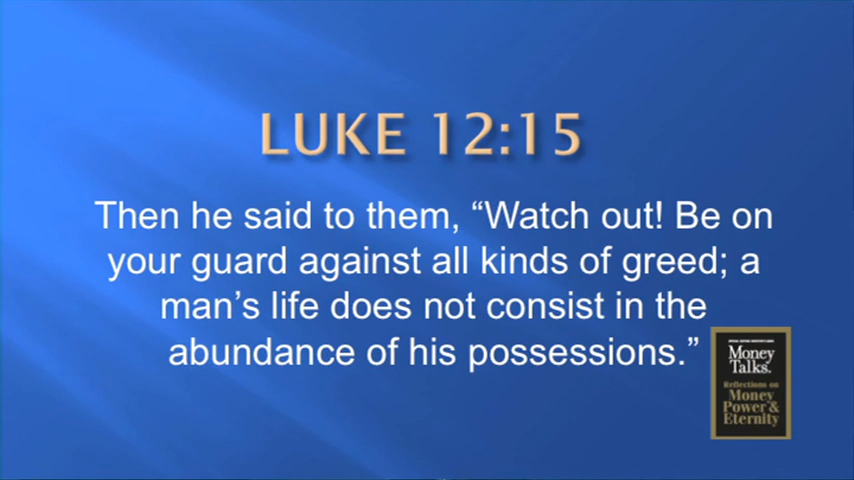 LUKE 12:15
Then he said to them, “Watch out! Be on
your guard against all kinds of greed; a
man’s life does not consist in the
abundance of his possessions.”
Money
Talks.
Reflections on
Money
Power &
Eternity